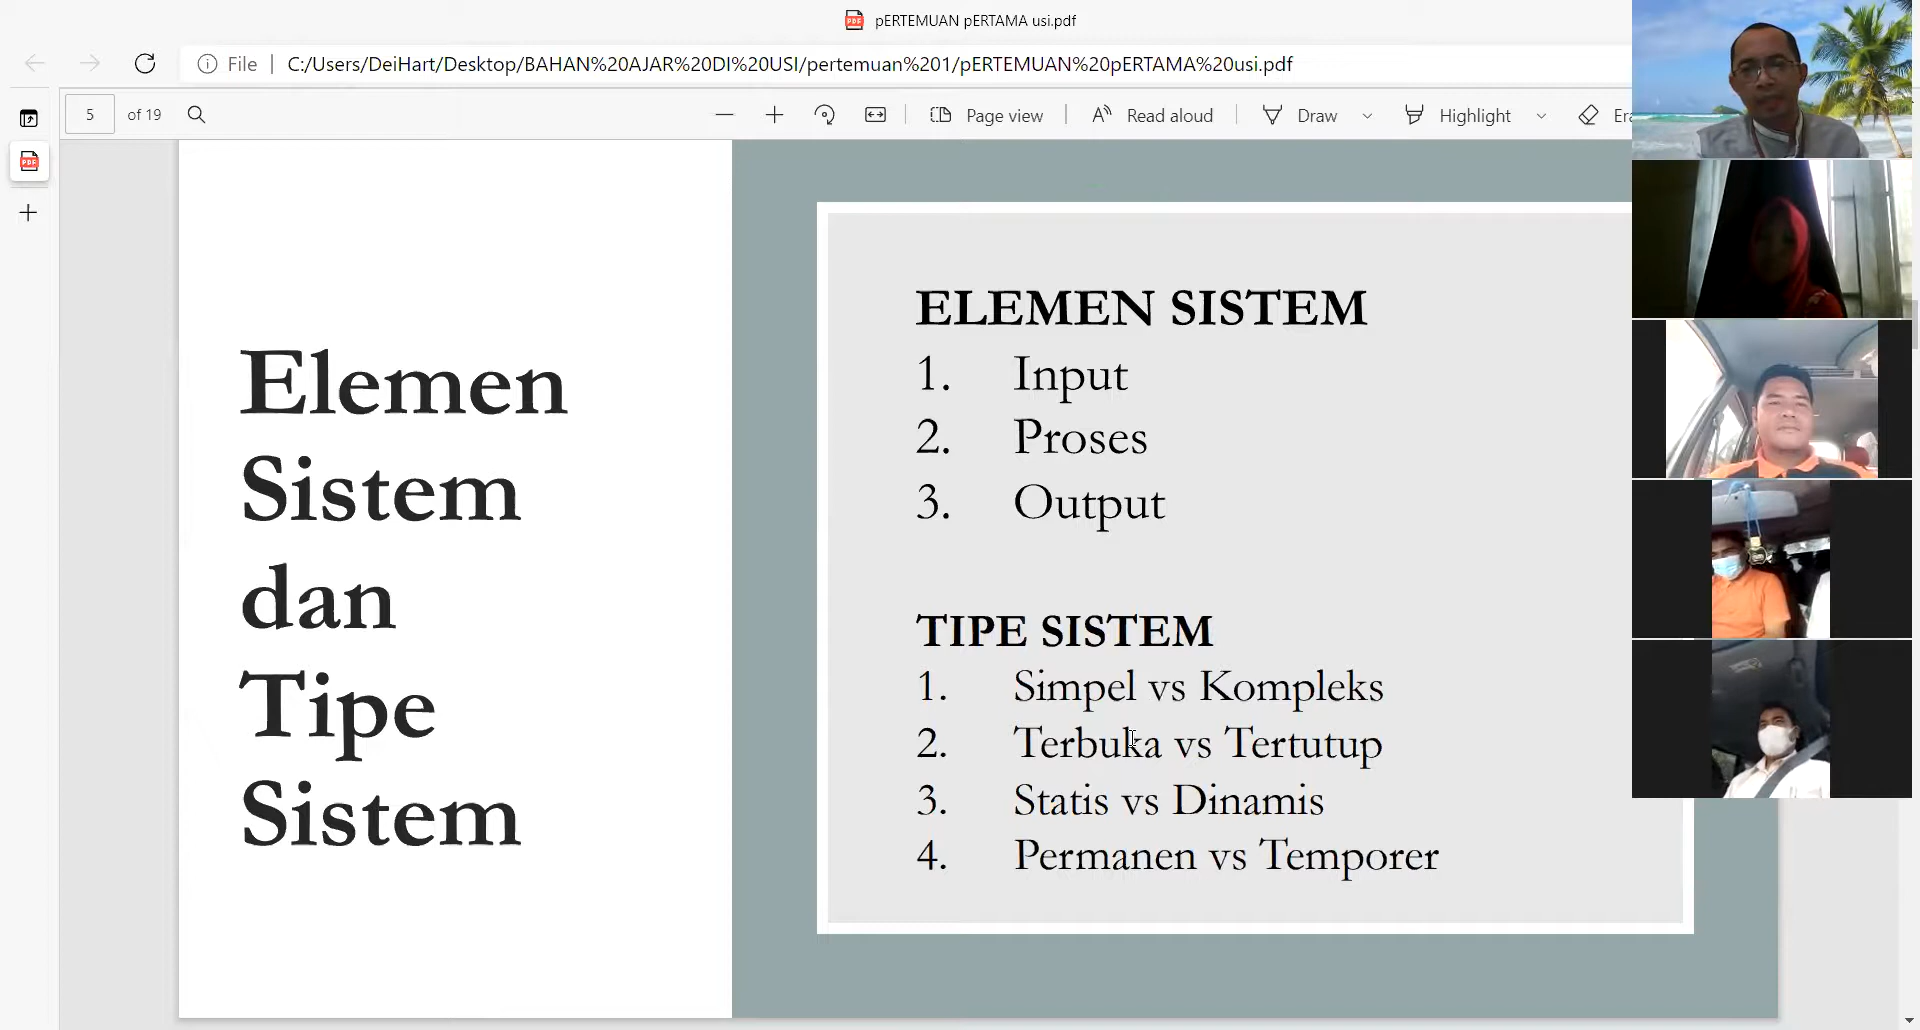 pERTEMUAN pERTAMA usi.pdf
File
C:/Users/DeiHart/Desktop/BAHAN%20AJAR%20DI%20USI/pertemuan%201/pERTEMUAN%20pERTAMA%20usi.pdf
5 of 19
Page view
Read aloud
Draw
Highlight
Era
Elemen
Sistem
dan
Tipe
Sistem
ELEMEN SISTEM
1. Input
2. Proses
3. Output
TIPE SISTEM
1. Simpel vs Kompleks
2. Terbuka vs Tertutup
3. Statis vs Dinamis
4. Permanen vs Temporer